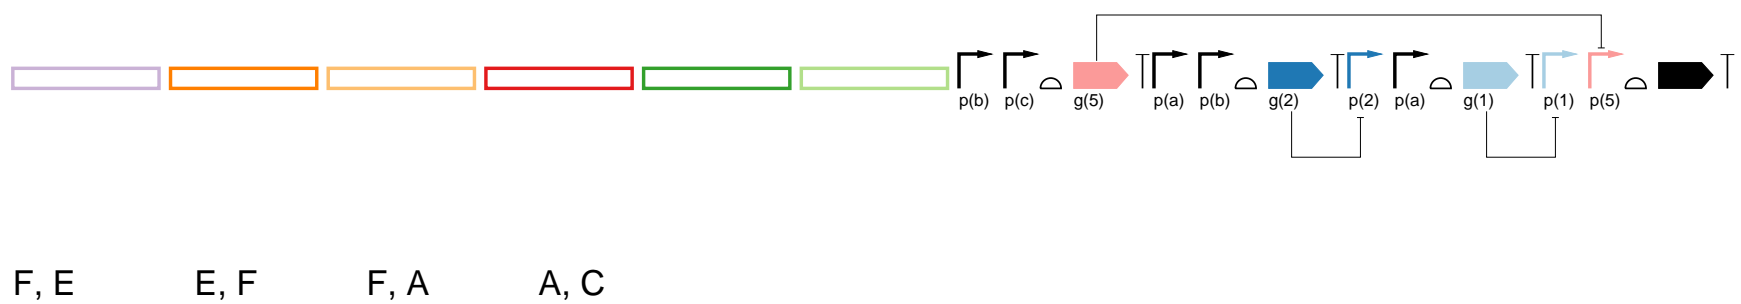 p(b) p(c) g(5) p(a) p(b) g(2) p(2) p(a) g(1) p(1) p(5)
F, E E, F F, A A, C